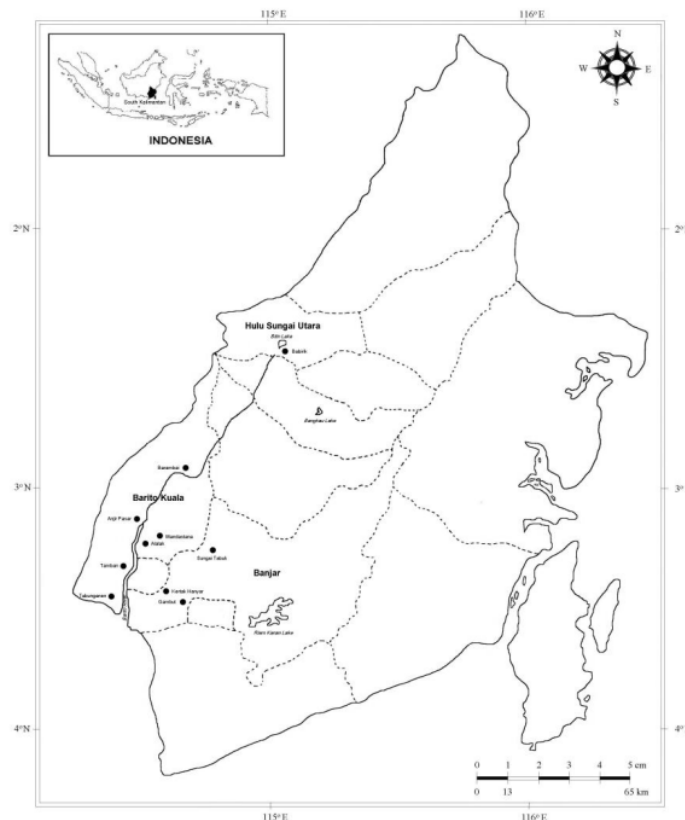 115°E 116°E
N
W E
S
South Kalimantan
INDONESIA
2°N 2°N
Hulu Sungai Utara
Bitin Lake
Bangkau Lake
3°N 3°N
Barambai
Barito Kuala
Anjir Pasar
Mandastana
Alalak
Sungai Tabuk
Tamban
Banjar
Tabunganen
Kertak Hanyar
Gambut
Riam Kanan Lake
4°N 4°
0 1 2 3 4 5 cm
0 13 65 km
115°E 116°E